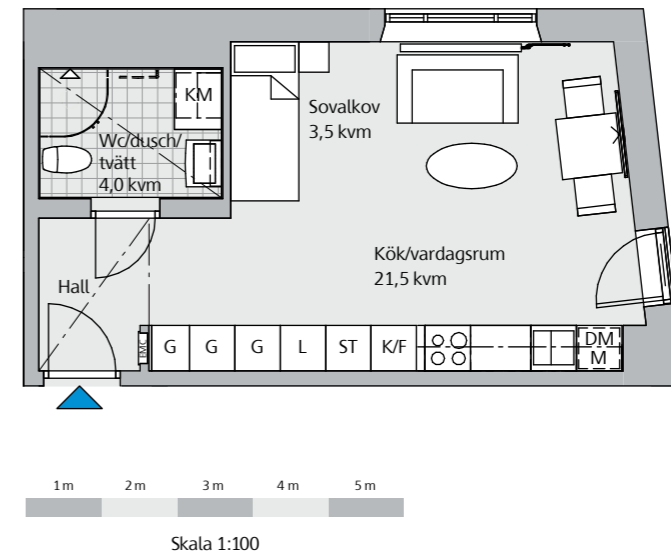 KM
Wc/dusch/
tvätt
4,0 kvm
Sovalkov
3,5 kvm
Kök/vardagsrum
21,5 kvm
Hall
EMC
G G G L ST K/F
DM
M
1 m 2 m 3 m 4 m 5 m
Skala 1:100